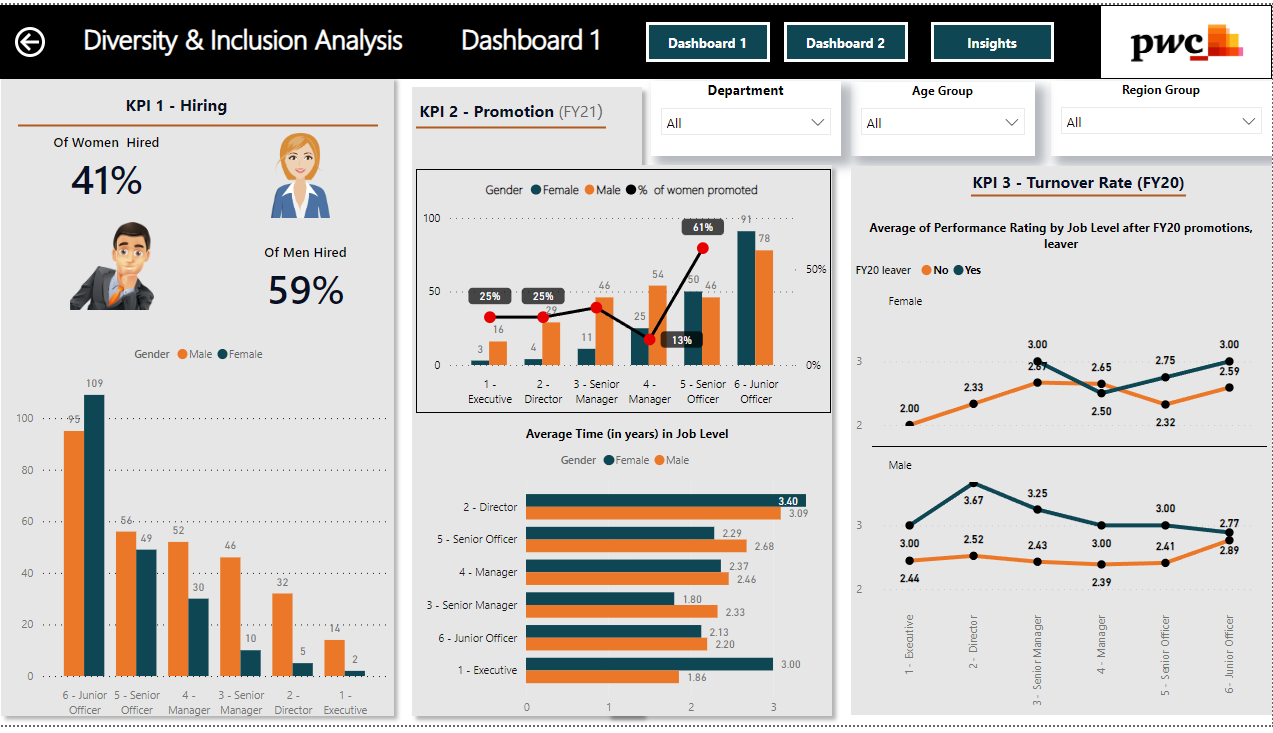 Diversity & Inclusion Analysis
Dashboard 1
Dashboard 1
Dashboard 2
Insights
pwc
KPI 1 - Hiring
Of Women Hired
41%
Of Men Hired
59%
Gender Male Female
109
95
100
80
60
56
49
52
46
40
30
32
20
10
5
14
2
0
6 - Junior Officer
5 - Senior Officer
4 - Manager
3 - Senior Manager
2 - Director
1 - Executive
KPI 2 - Promotion (FY21)
Department
All
Age Group
All
Region Group
All
Gender Female Male % of women promoted
100
50
0
50%
0%
25%
25%
13%
61%
3
16
4
29
11
46
25
54
50
46
91
78
1 - Executive
2 - Director
3 - Senior Manager
4 - Manager
5 - Senior Officer
6 - Junior Officer
Average Time (in years) in Job Level
Gender Female Male
2 - Director
3.40
3.09
5 - Senior Officer
2.29
2.68
4 - Manager
2.37
2.46
3 - Senior Manager
1.80
2.33
6 - Junior Officer
2.13
2.20
1 - Executive
3.00
1.86
0 1 2 3
KPI 3 - Turnover Rate (FY20)
Average of Performance Rating by Job Level after FY20 promotions,
leaver
FY20 leaver No Yes
Female
3
2
2.00
2.33
3.00
2.67
2.65
2.50
2.75
2.32
3.00
2.59
Male
3
2
3.00
2.44
3.67
2.52
3.25
2.43
3.00
2.39
3.00
2.41
2.77
2.89
1 - Executive
2 - Director
3 - Senior Manager
4 - Manager
5 - Senior Officer
6 - Junior Officer